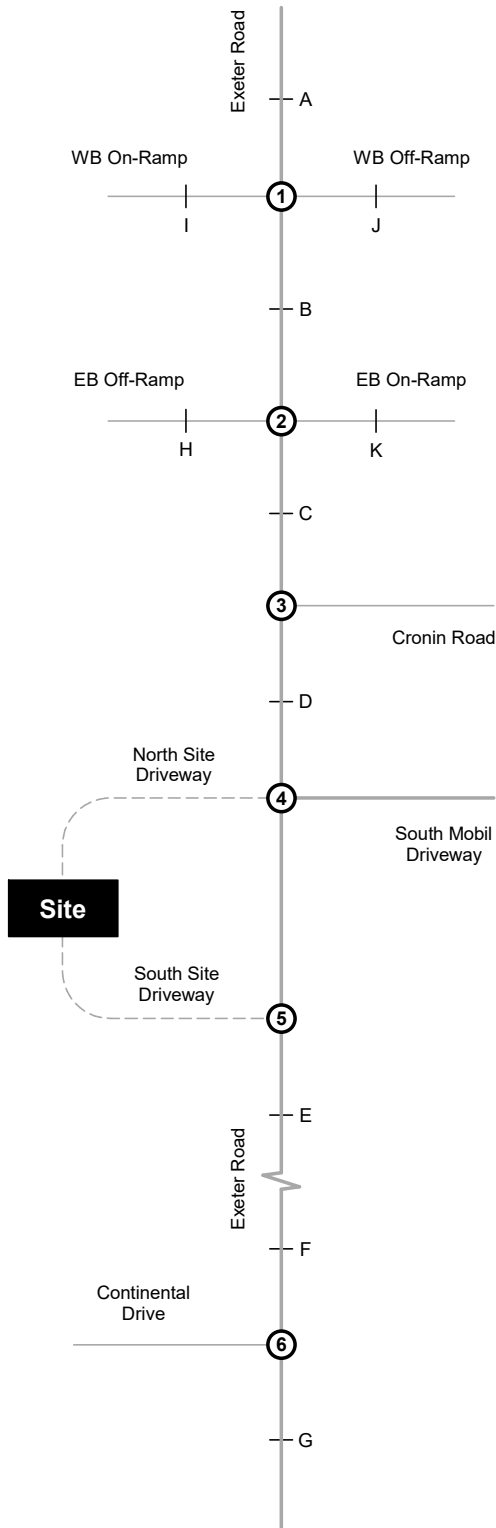 Exeter Road
A
WB On-Ramp
WB Off-Ramp
1
I
J
B
EB Off-Ramp
EB On-Ramp
2
H
K
C
3
Cronin Road
D
North Site
Driveway
4
South Mobil
Driveway
Site
South Site
Driveway
5
E
Exeter Road
F
Continental
Drive
6
G